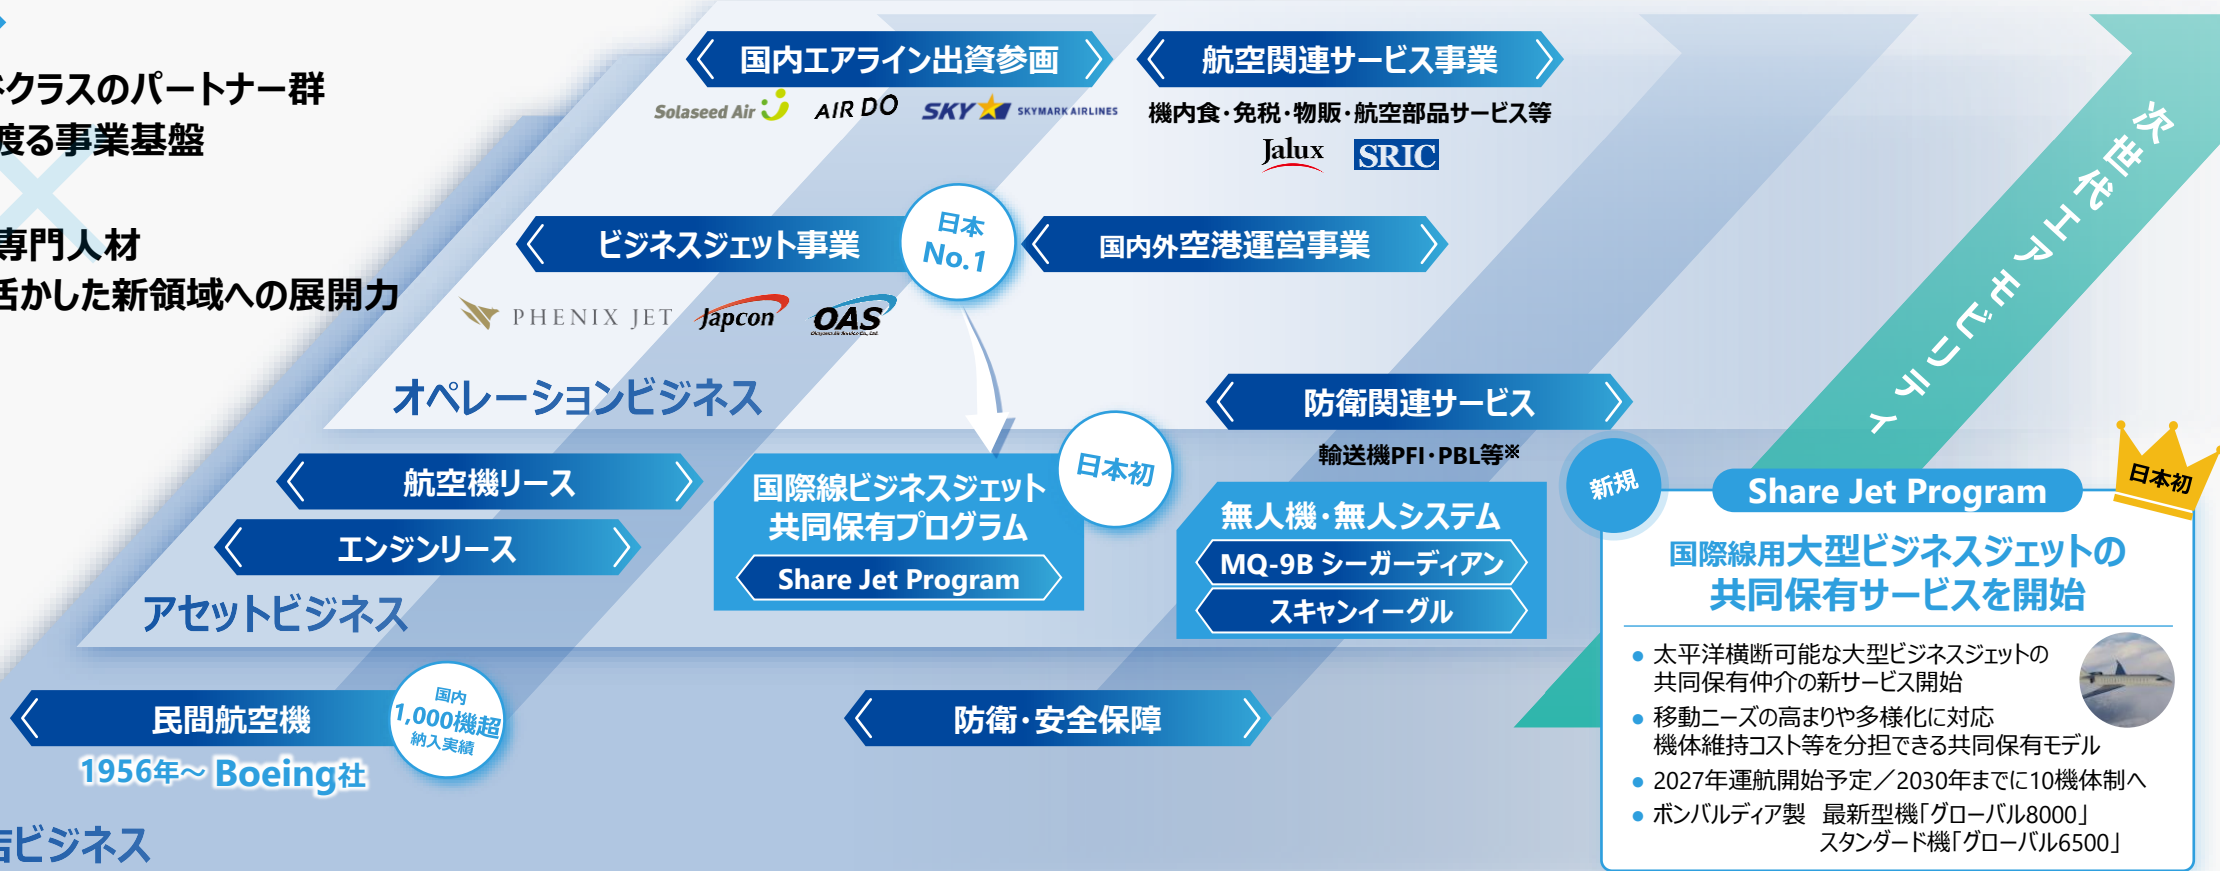 クラスのパートナー群
渡る事業基盤
専門人材
活かした新領域への展開力
国内エアライン出資参画
Solaseed Air
AIR DO
SKY
SKYMARK AIRLINES
航空関連サービス事業
機内食・免税・物販・航空部品サービス等
Jalux
SRIC
ビジネスジェット事業
日本
No.1
国内外空港運営事業
PHENIX JET
Japcon
OAS
オペレーションビジネス
次世代エアモビリティ
航空機リース
エンジンリース
アセットビジネス
国際線ビジネスジェット
共同保有プログラム
Share Jet Program
日本初
防衛関連サービス
輸送機PFI・PBL等※
無人機・無人システム
MQ-9B シーガーディアン
スキャンイーグル
民間航空機
国内
1,000機超
納入実績
1956年～ Boeing社
防衛・安全保障
ビジネス
新規
Share Jet Program
日本初
国際線用大型ビジネスジェットの
共同保有サービスを開始
● 太平洋横断可能な大型ビジネスジェットの
共同保有仲介の新サービス開始
● 移動ニーズの高まりや多様化に対応
機体維持コスト等を分担できる共同保有モデル
● 2027年運航開始予定／2030年までに10機体制へ
● ボンバルディア製 最新型機「グローバル8000」
スタンダード機「グローバル6500」